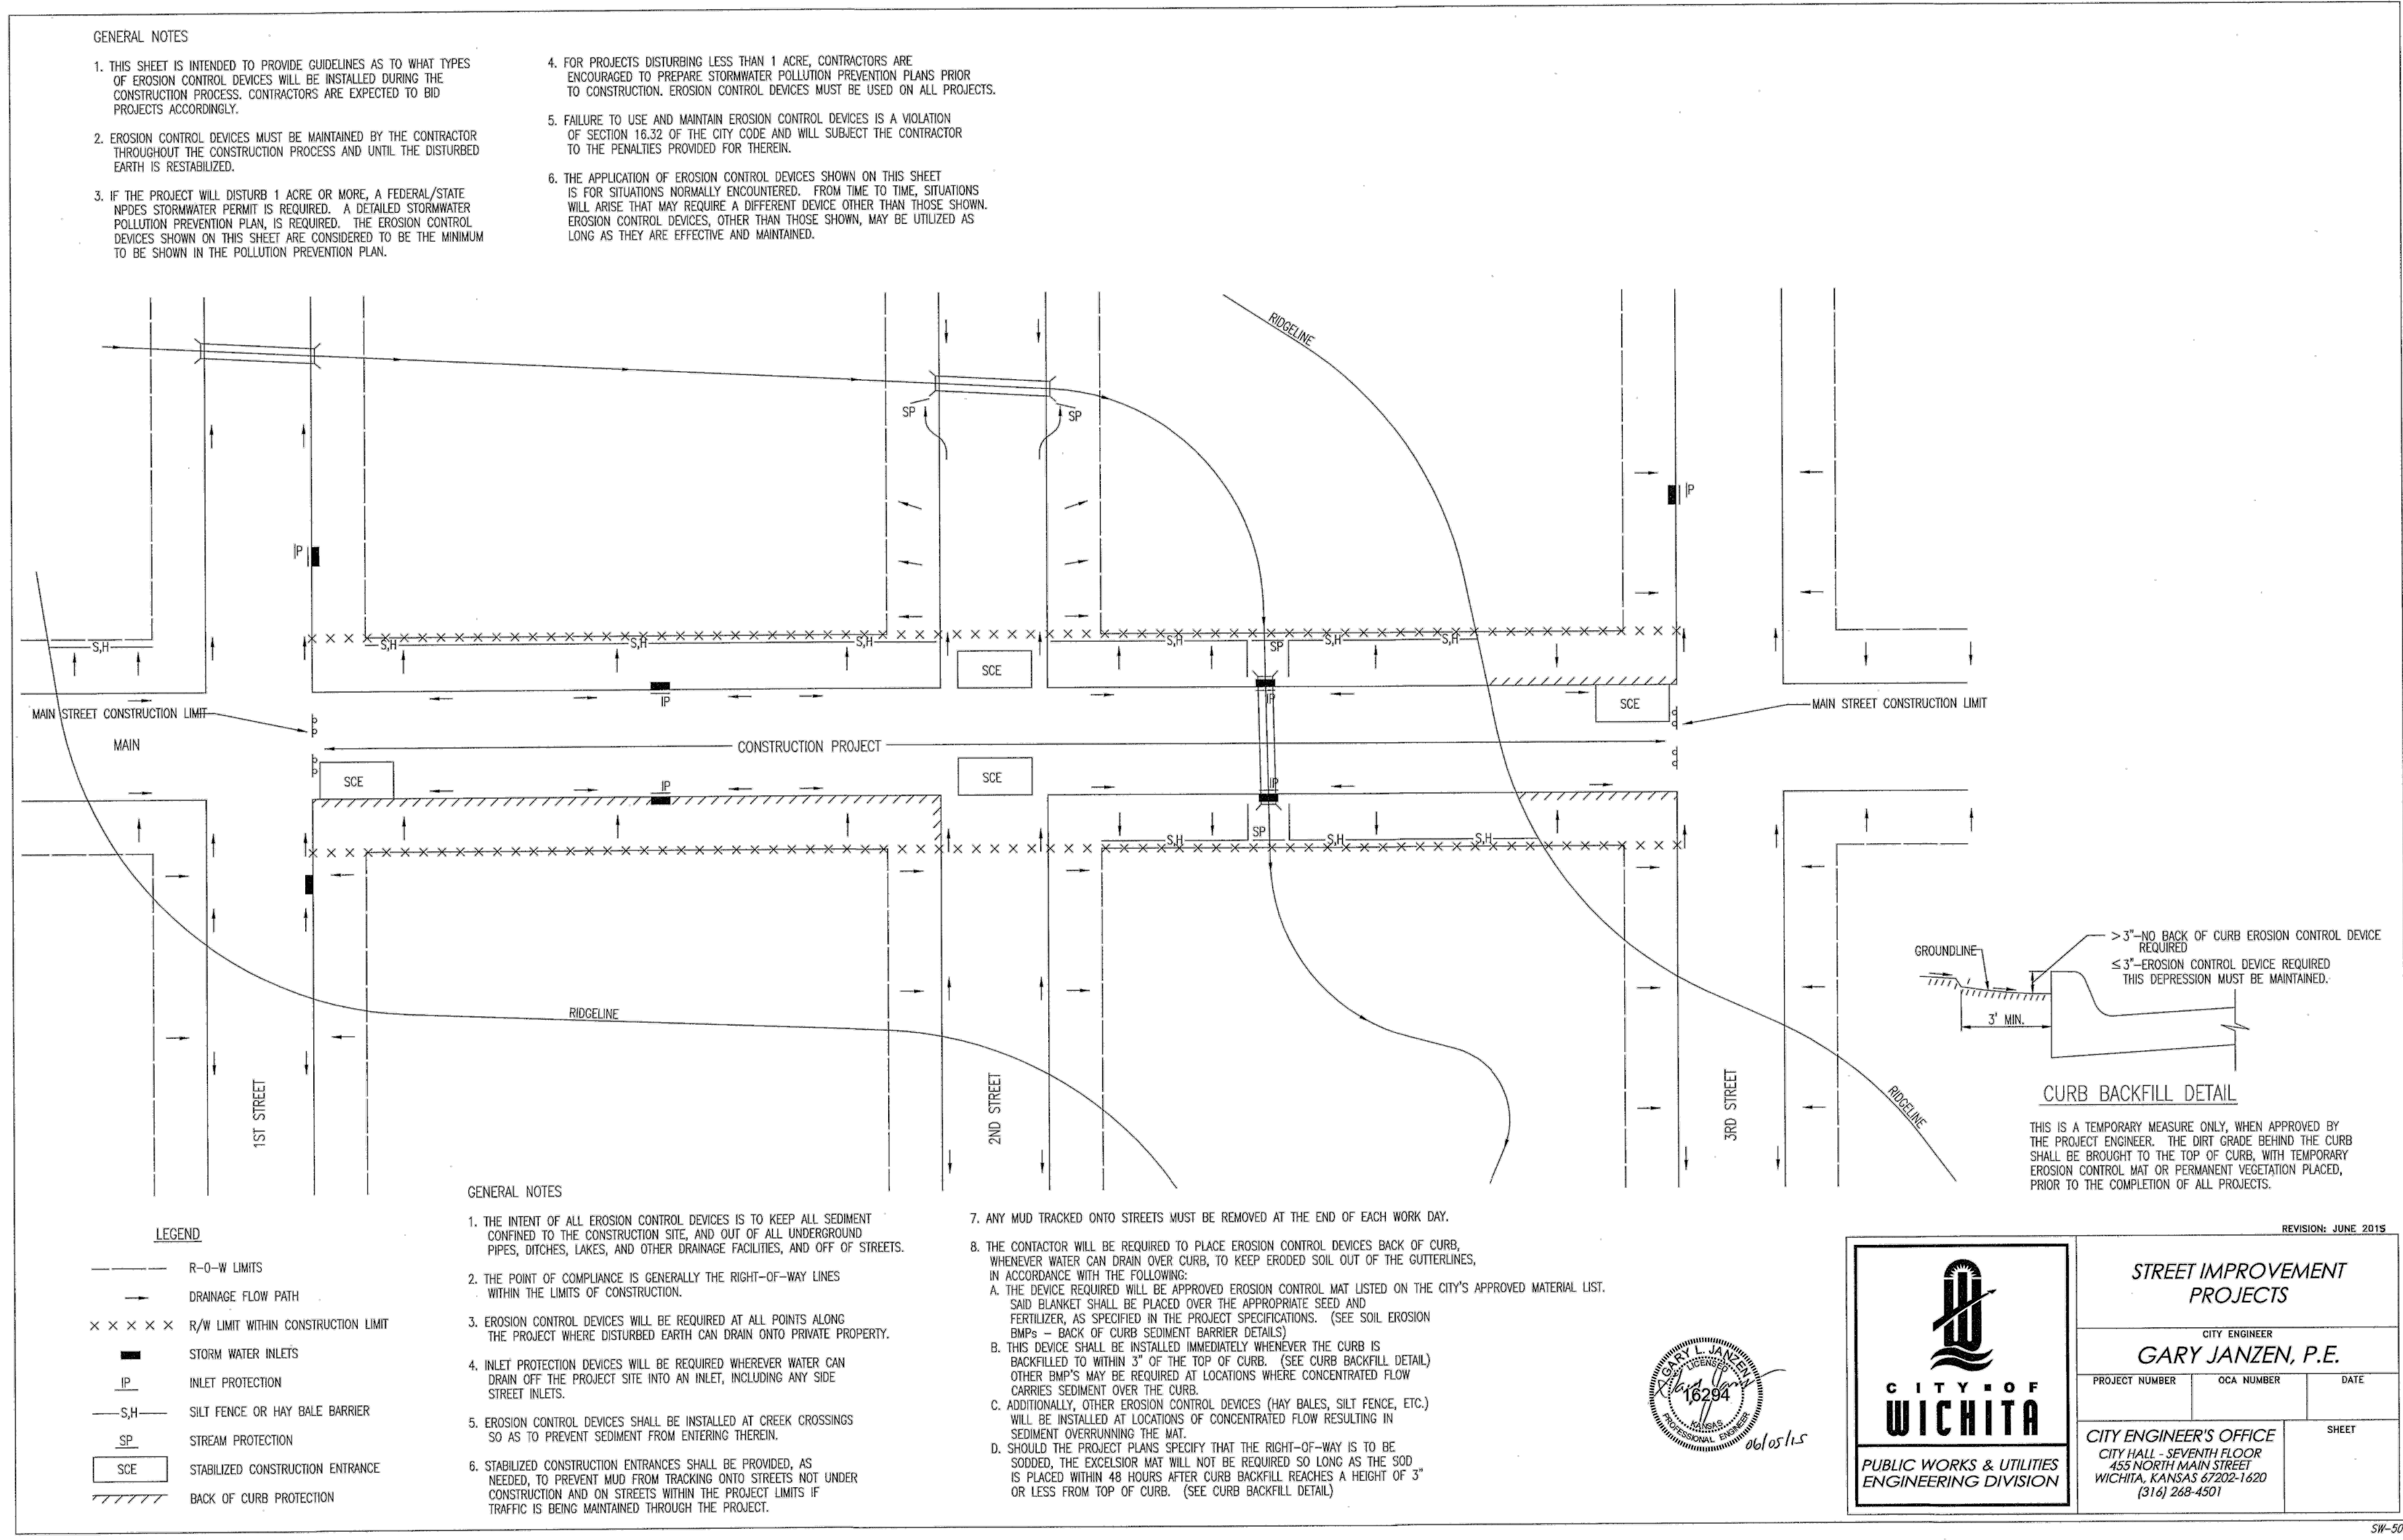 GENERAL NOTES
1. THIS SHEET IS INTENDED TO PROVIDE GUIDELINES AS TO WHAT TYPES
OF EROSION CONTROL DEVICES WILL BE INSTALLED DURING THE
CONSTRUCTION PROCESS. CONTRACTORS ARE EXPECTED TO BID
PROJECTS ACCORDINGLY.
2. EROSION CONTROL DEVICES MUST BE MAINTAINED BY THE CONTRACTOR
THROUGHOUT THE CONSTRUCTION PROCESS AND UNTIL THE DISTURBED
EARTH IS RESTABILIZED.
3. IF THE PROJECT WILL DISTURB 1 ACRE OR MORE, A FEDERAL/STATE
NPDES STORMWATER PERMIT IS REQUIRED. A DETAILED STORMWATER
POLLUTION PREVENTION PLAN, IS REQUIRED. THE EROSION CONTROL
DEVICES SHOWN ON THIS SHEET ARE CONSIDERED TO BE THE MINIMUM
TO BE SHOWN IN THE POLLUTION PREVENTION PLAN.
4. FOR PROJECTS DISTURBING LESS THAN 1 ACRE, CONTRACTORS ARE
ENCOURAGED TO PREPARE STORMWATER POLLUTION PREVENTION PLANS PRIOR
TO CONSTRUCTION. EROSION CONTROL DEVICES MUST BE USED ON ALL PROJECTS.
5. FAILURE TO USE AND MAINTAIN EROSION CONTROL DEVICES IS A VIOLATION
OF SECTION 16.32 OF THE CITY CODE AND WILL SUBJECT THE CONTRACTOR
TO THE PENALTIES PROVIDED FOR THEREIN.
6. THE APPLICATION OF EROSION CONTROL DEVICES SHOWN ON THIS SHEET
IS FOR SITUATIONS NORMALLY ENCOUNTERED. FROM TIME TO TIME, SITUATIONS
WILL ARISE THAT MAY REQUIRE A DIFFERENT DEVICE OTHER THAN THOSE SHOWN.
EROSION CONTROL DEVICES, OTHER THAN THOSE SHOWN, MAY BE UTILIZED AS
LONG AS THEY ARE EFFECTIVE AND MAINTAINED.
RIDGELINE
SP
SP
IP
IP
S,H
S,H
S,H
S,H
S,H
SP
S,H
S,H
SCE
IP
IP
SCE
MAIN STREET CONSTRUCTION LIMIT
MAIN STREET CONSTRUCTION LIMIT
MAIN
CONSTRUCTION PROJECT
SCE
IP
SCE
IP
SP
S,H
S,H
S,H
RIDGELINE
1ST STREET
2ND STREET
3RD STREET
RIDGELINE
GROUNDLINE
>3"-NO BACK OF CURB EROSION CONTROL DEVICE
REQUIRED
≤3"-EROSION CONTROL DEVICE REQUIRED
THIS DEPRESSION MUST BE MAINTAINED.
3' MIN.
CURB BACKFILL DETAIL
THIS IS A TEMPORARY MEASURE ONLY, WHEN APPROVED BY
THE PROJECT ENGINEER. THE DIRT GRADE BEHIND THE CURB
SHALL BE BROUGHT TO THE TOP OF CURB, WITH TEMPORARY
EROSION CONTROL MAT OR PERMANENT VEGETATION PLACED,
PRIOR TO THE COMPLETION OF ALL PROJECTS.
LEGEND
R-O-W LIMITS
DRAINAGE FLOW PATH
X X X X X R/W LIMIT WITHIN CONSTRUCTION LIMIT
STORM WATER INLETS
IP INLET PROTECTION
S,H SILT FENCE OR HAY BALE BARRIER
SP STREAM PROTECTION
SCE STABILIZED CONSTRUCTION ENTRANCE
BACK OF CURB PROTECTION
GENERAL NOTES
1. THE INTENT OF ALL EROSION CONTROL DEVICES IS TO KEEP ALL SEDIMENT
CONFINED TO THE CONSTRUCTION SITE, AND OUT OF ALL UNDERGROUND
PIPES, DITCHES, LAKES, AND OTHER DRAINAGE FACILITIES, AND OFF OF STREETS.
2. THE POINT OF COMPLIANCE IS GENERALLY THE RIGHT-OF-WAY LINES
WITHIN THE LIMITS OF CONSTRUCTION.
3. EROSION CONTROL DEVICES WILL BE REQUIRED AT ALL POINTS ALONG
THE PROJECT WHERE DISTURBED EARTH CAN DRAIN ONTO PRIVATE PROPERTY.
4. INLET PROTECTION DEVICES WILL BE REQUIRED WHEREVER WATER CAN
DRAIN OFF THE PROJECT SITE INTO AN INLET, INCLUDING ANY SIDE
STREET INLETS.
5. EROSION CONTROL DEVICES SHALL BE INSTALLED AT CREEK CROSSINGS
SO AS TO PREVENT SEDIMENT FROM ENTERING THEREIN.
6. STABILIZED CONSTRUCTION ENTRANCES SHALL BE PROVIDED, AS
NEEDED, TO PREVENT MUD FROM TRACKING ONTO STREETS NOT UNDER
CONSTRUCTION AND ON STREETS WITHIN THE PROJECT LIMITS IF
TRAFFIC IS BEING MAINTAINED THROUGH THE PROJECT.
7. ANY MUD TRACKED ONTO STREETS MUST BE REMOVED AT THE END OF EACH WORK DAY.
8. THE CONTACTOR WILL BE REQUIRED TO PLACE EROSION CONTROL DEVICES BACK OF CURB,
WHENEVER WATER CAN DRAIN OVER CURB, TO KEEP ERODED SOIL OUT OF THE GUTTERLINES,
IN ACCORDANCE WITH THE FOLLOWING:
A. THE DEVICE REQUIRED WILL BE APPROVED EROSION CONTROL MAT LISTED ON THE CITY'S APPROVED MATERIAL LIST.
SAID BLANKET SHALL BE PLACED OVER THE APPROPRIATE SEED AND
FERTILIZER, AS SPECIFIED IN THE PROJECT SPECIFICATIONS. (SEE SOIL EROSION
BMPs - BACK OF CURB SEDIMENT BARRIER DETAILS)
B. THIS DEVICE SHALL BE INSTALLED IMMEDIATELY WHENEVER THE CURB IS
BACKFILLED TO WITHIN 3" OF THE TOP OF CURB. (SEE CURB BACKFILL DETAIL)
OTHER BMP'S MAY BE REQUIRED AT LOCATIONS WHERE CONCENTRATED FLOW
CARRIES SEDIMENT OVER THE CURB.
C. ADDITIONALLY, OTHER EROSION CONTROL DEVICES (HAY BALES, SILT FENCE, ETC.)
WILL BE INSTALLED AT LOCATIONS OF CONCENTRATED FLOW RESULTING IN
SEDIMENT OVERRUNNING THE MAT.
D. SHOULD THE PROJECT PLANS SPECIFY THAT THE RIGHT-OF-WAY IS TO BE
SODDED, THE EXCELSIOR MAT WILL NOT BE REQUIRED SO LONG AS THE SOD
IS PLACED WITHIN 48 HOURS AFTER CURB BACKFILL REACHES A HEIGHT OF 3"
OR LESS FROM TOP OF CURB. (SEE CURB BACKFILL DETAIL)
GARY L. JANZEN
LICENSED
16294
KANSAS
PROFESSIONAL ENGINEER
06/05/15
REVISION: JUNE 2015
CITY OF
WICHITA
PUBLIC WORKS & UTILITIES
ENGINEERING DIVISION
STREET IMPROVEMENT
PROJECTS
CITY ENGINEER
GARY JANZEN, P.E.
PROJECT NUMBER
OCA NUMBER
DATE
CITY ENGINEER'S OFFICE
CITY HALL - SEVENTH FLOOR
455 NORTH MAIN STREET
WICHITA, KANSAS 67202-1620
(316) 268-4501
SHEET
SW-50